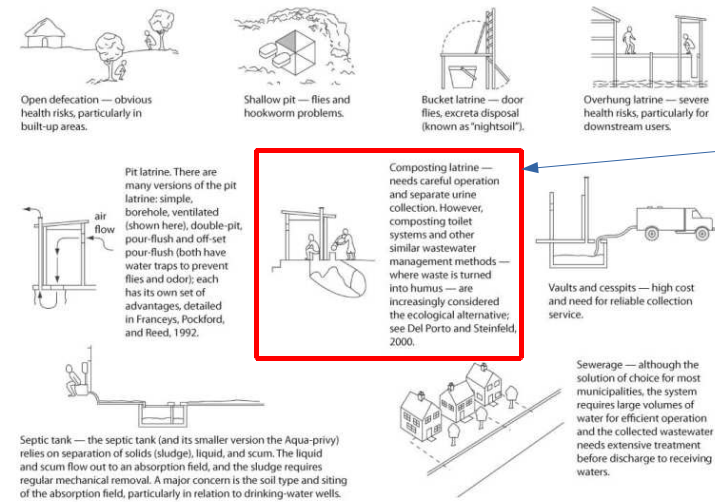 Open defecation — obvious
health risks, particularly in
built-up areas.
Shallow pit — flies and
hookworm problems.
Bucket latrine — door
flies, excreta disposal
(known as "nightsoil").
Overhung latrine — severe
health risks, particularly for
downstream users.
Pit latrine. There are
many versions of the pit
latrine: simple,
borehole, ventilated
(shown here), double-pit,
pour-flush and off-set
pour-flush (both have
water traps to prevent
flies and odor); each
has its own set of
advantages, detailed
in Franceys, Pockford,
and Reed, 1992.
air
flow
Composting latrine —
needs careful operation
and separate urine
collection. However,
composting toilet
systems and other
similar wastewater
management methods —
where waste is turned
into humus — are
increasingly considered
the ecological alternative;
see Del Porto and Steinfeld,
2000.
Vaults and cesspits — high cost
and need for reliable collection
service.
Septic tank — the septic tank (and its smaller version the Aqua-privy)
relies on separation of solids (sludge), liquid, and scum. The liquid
and scum flow out to an absorption field, and the sludge requires
regular mechanical removal. A major concern is the soil type and siting
of the absorption field, particularly in relation to drinking-water wells.
Sewerage — although the
solution of choice for most
municipalities, the system
requires large volumes of
water for efficient operation
and the collected wastewater
needs extensive treatment
before discharge to receiving
waters.